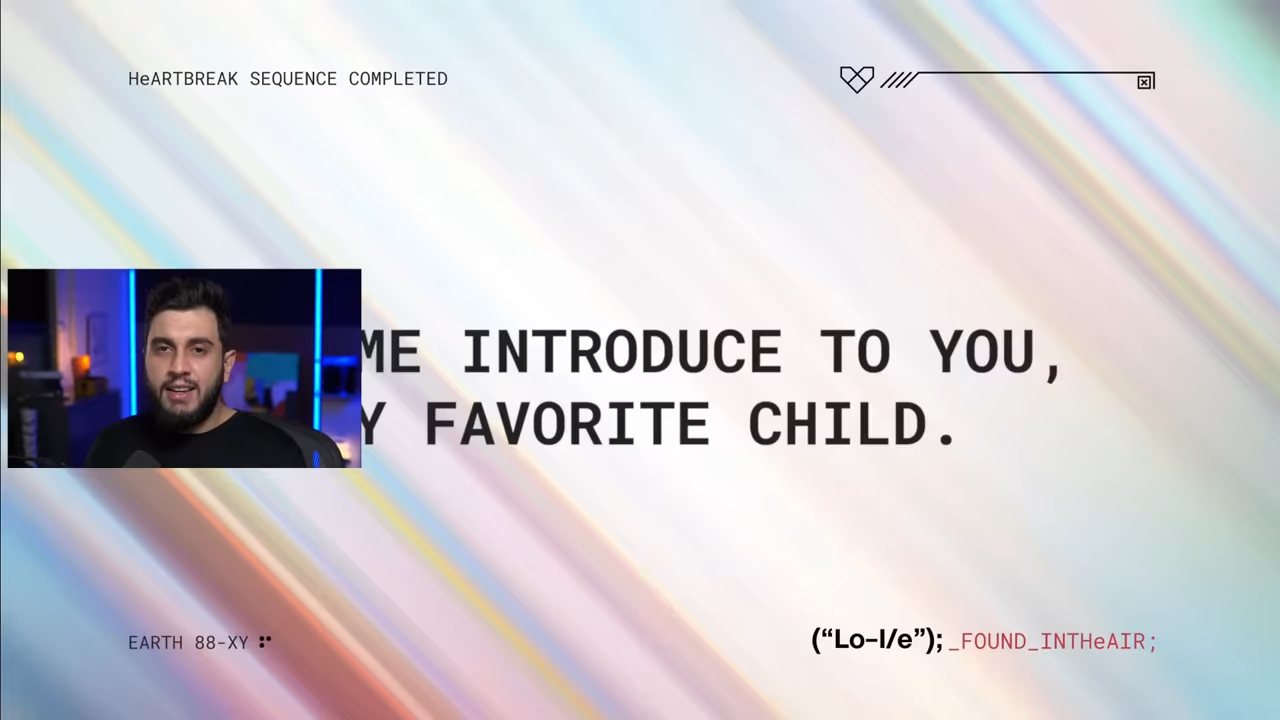 HeARTBREAK SEQUENCE COMPLETED
ME INTRODUCE TO YOU,
Y FAVORITE CHILD.
EARTH 88-XY
(“Lo-l/e”);_FOUND_INTHeAIR;